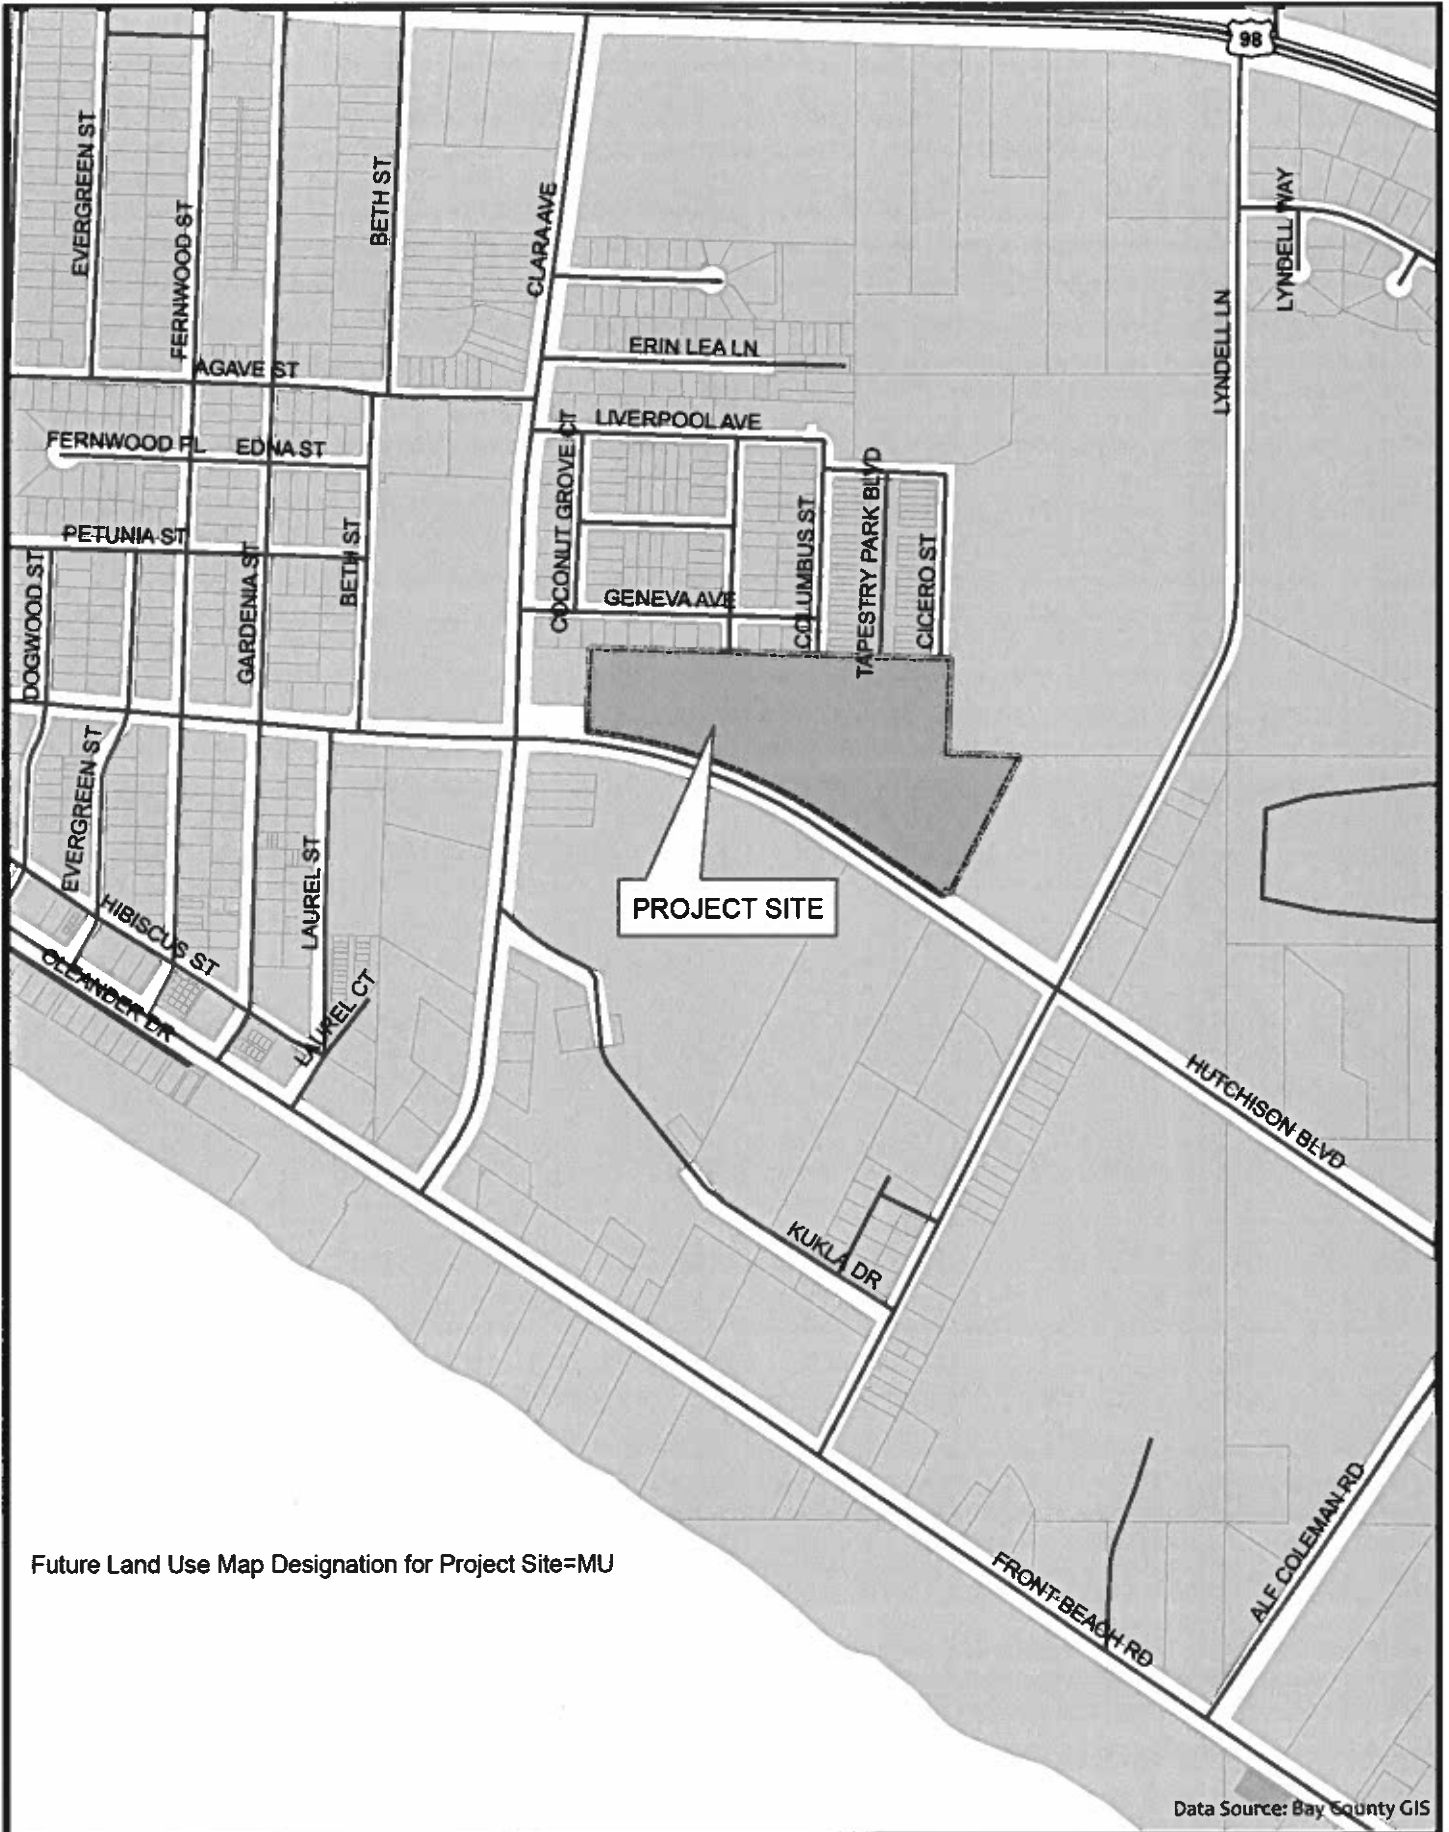 98
EVERGREEN ST
FERNWOOD ST
BETH ST
CLARA AVE
LYNDELL WAY
LYNDELL LN
ERIN LEA LN
AGAVE ST
LIVERPOOL AVE
FERNWOOD PL
EDNA ST
COCONUT GROVE CT
TAPESTRY PARK BLVD
COLUMBUS ST
CICERO ST
PETUNIA ST
DOGWOOD ST
GARDENIA ST
BETH ST
GENEVA AVE
EVERGREEN ST
LAUREL ST
PROJECT SITE
HIBISCUS ST
OLEANDER DR
LAUREL CT
HUTCHISON BLVD
KUKLA DR
ALF COLEMAN RD
FRONT BEACH RD
Future Land Use Map Designation for Project Site=MU
Data Source: Bay County GIS